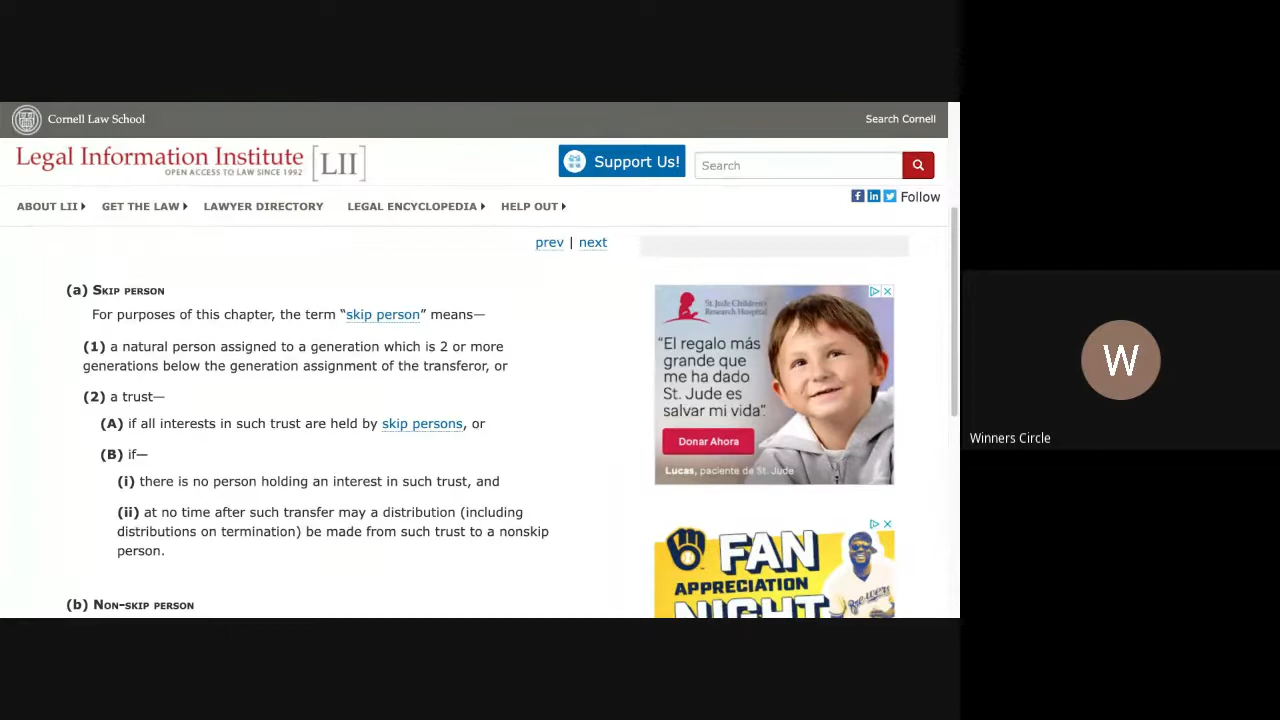 Cornell Law School
Search Cornell
Legal Information Institute [LII]
OPEN ACCESS TO LAW SINCE 1992
Support Us!
Search
ABOUT LII
GET THE LAW
LAWYER DIRECTORY
LEGAL ENCYCLOPEDIA
HELP OUT
Follow
prev | next
(a) SKIP PERSON
For purposes of this chapter, the term “skip person” means—
(1) a natural person assigned to a generation which is 2 or more
generations below the generation assignment of the transferor, or
(2) a trust—
(A) if all interests in such trust are held by skip persons, or
(B) if—
(i) there is no person holding an interest in such trust, and
(ii) at no time after such transfer may a distribution (including
distributions on termination) be made from such trust to a nonskip
person.
(b) NON-SKIP PERSON
St. Jude Children's
Research Hospital
“El regalo más
grande que
me ha dado
St. Jude es
salvar mi vida”.
Donar Ahora
Lucas, paciente de St. Jude
FAN
APPRECIATION
NIGHT
Brewers
W
Winners Circle